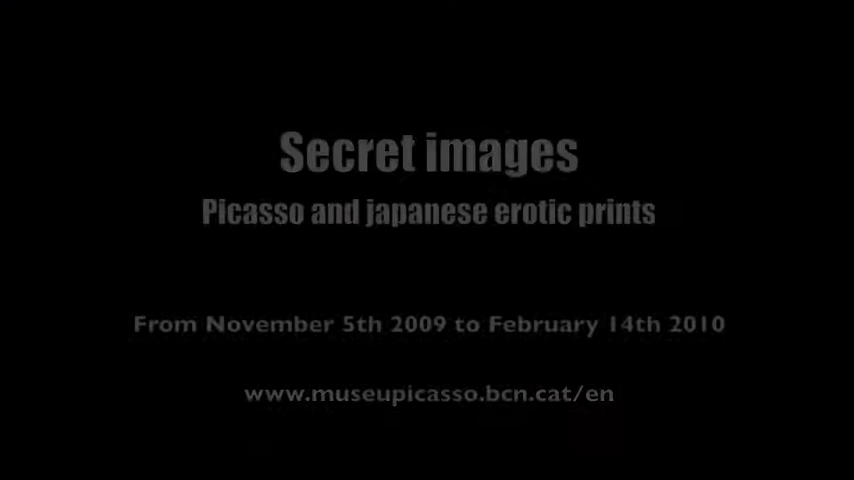 Secret images
Picasso and japanese erotic prints
From November 5th 2009 to February 14th 2010
www.museupicasso.bcn.cat/en